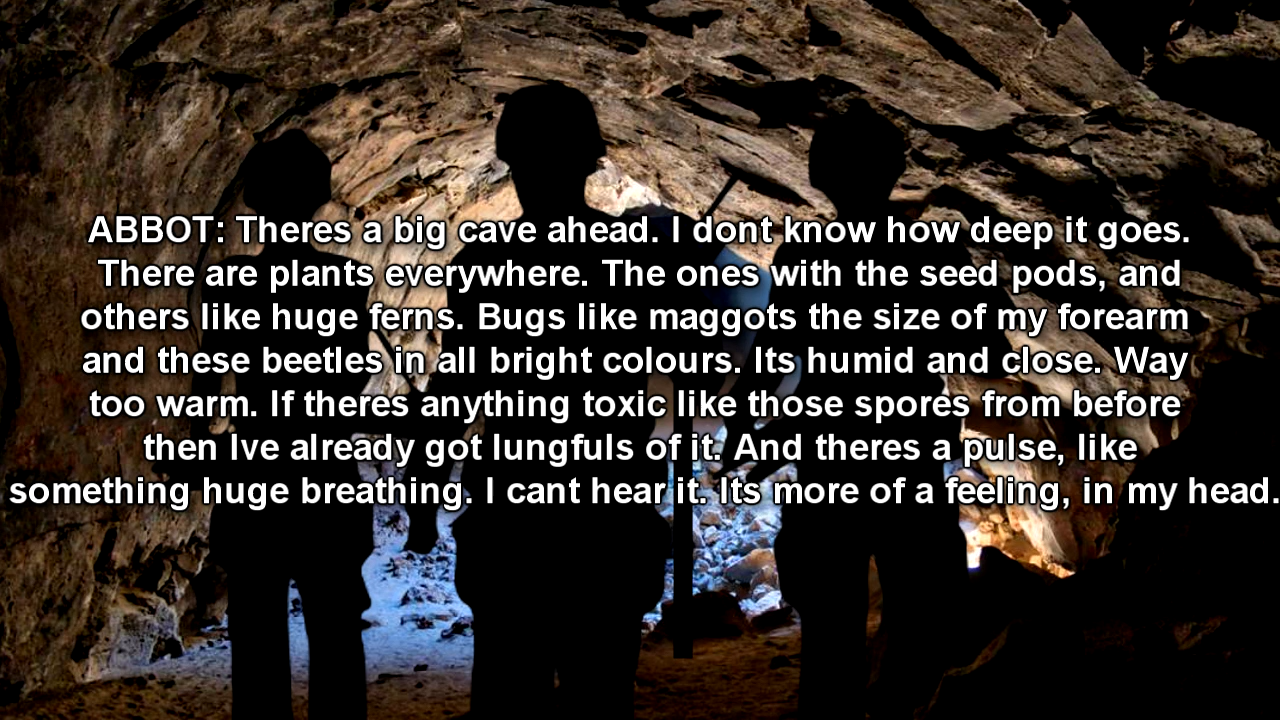 ABBOT: Theres a big cave ahead. I dont know how deep it goes.
There are plants everywhere. The ones with the seed pods, and
others like huge ferns. Bugs like maggots the size of my forearm
and these beetles in all bright colours. Its humid and close. Way
too warm. If theres anything toxic like those spores from before
then Ive already got lungfuls of it. And theres a pulse, like
something huge breathing. I cant hear it. Its more of a feeling, in my head.